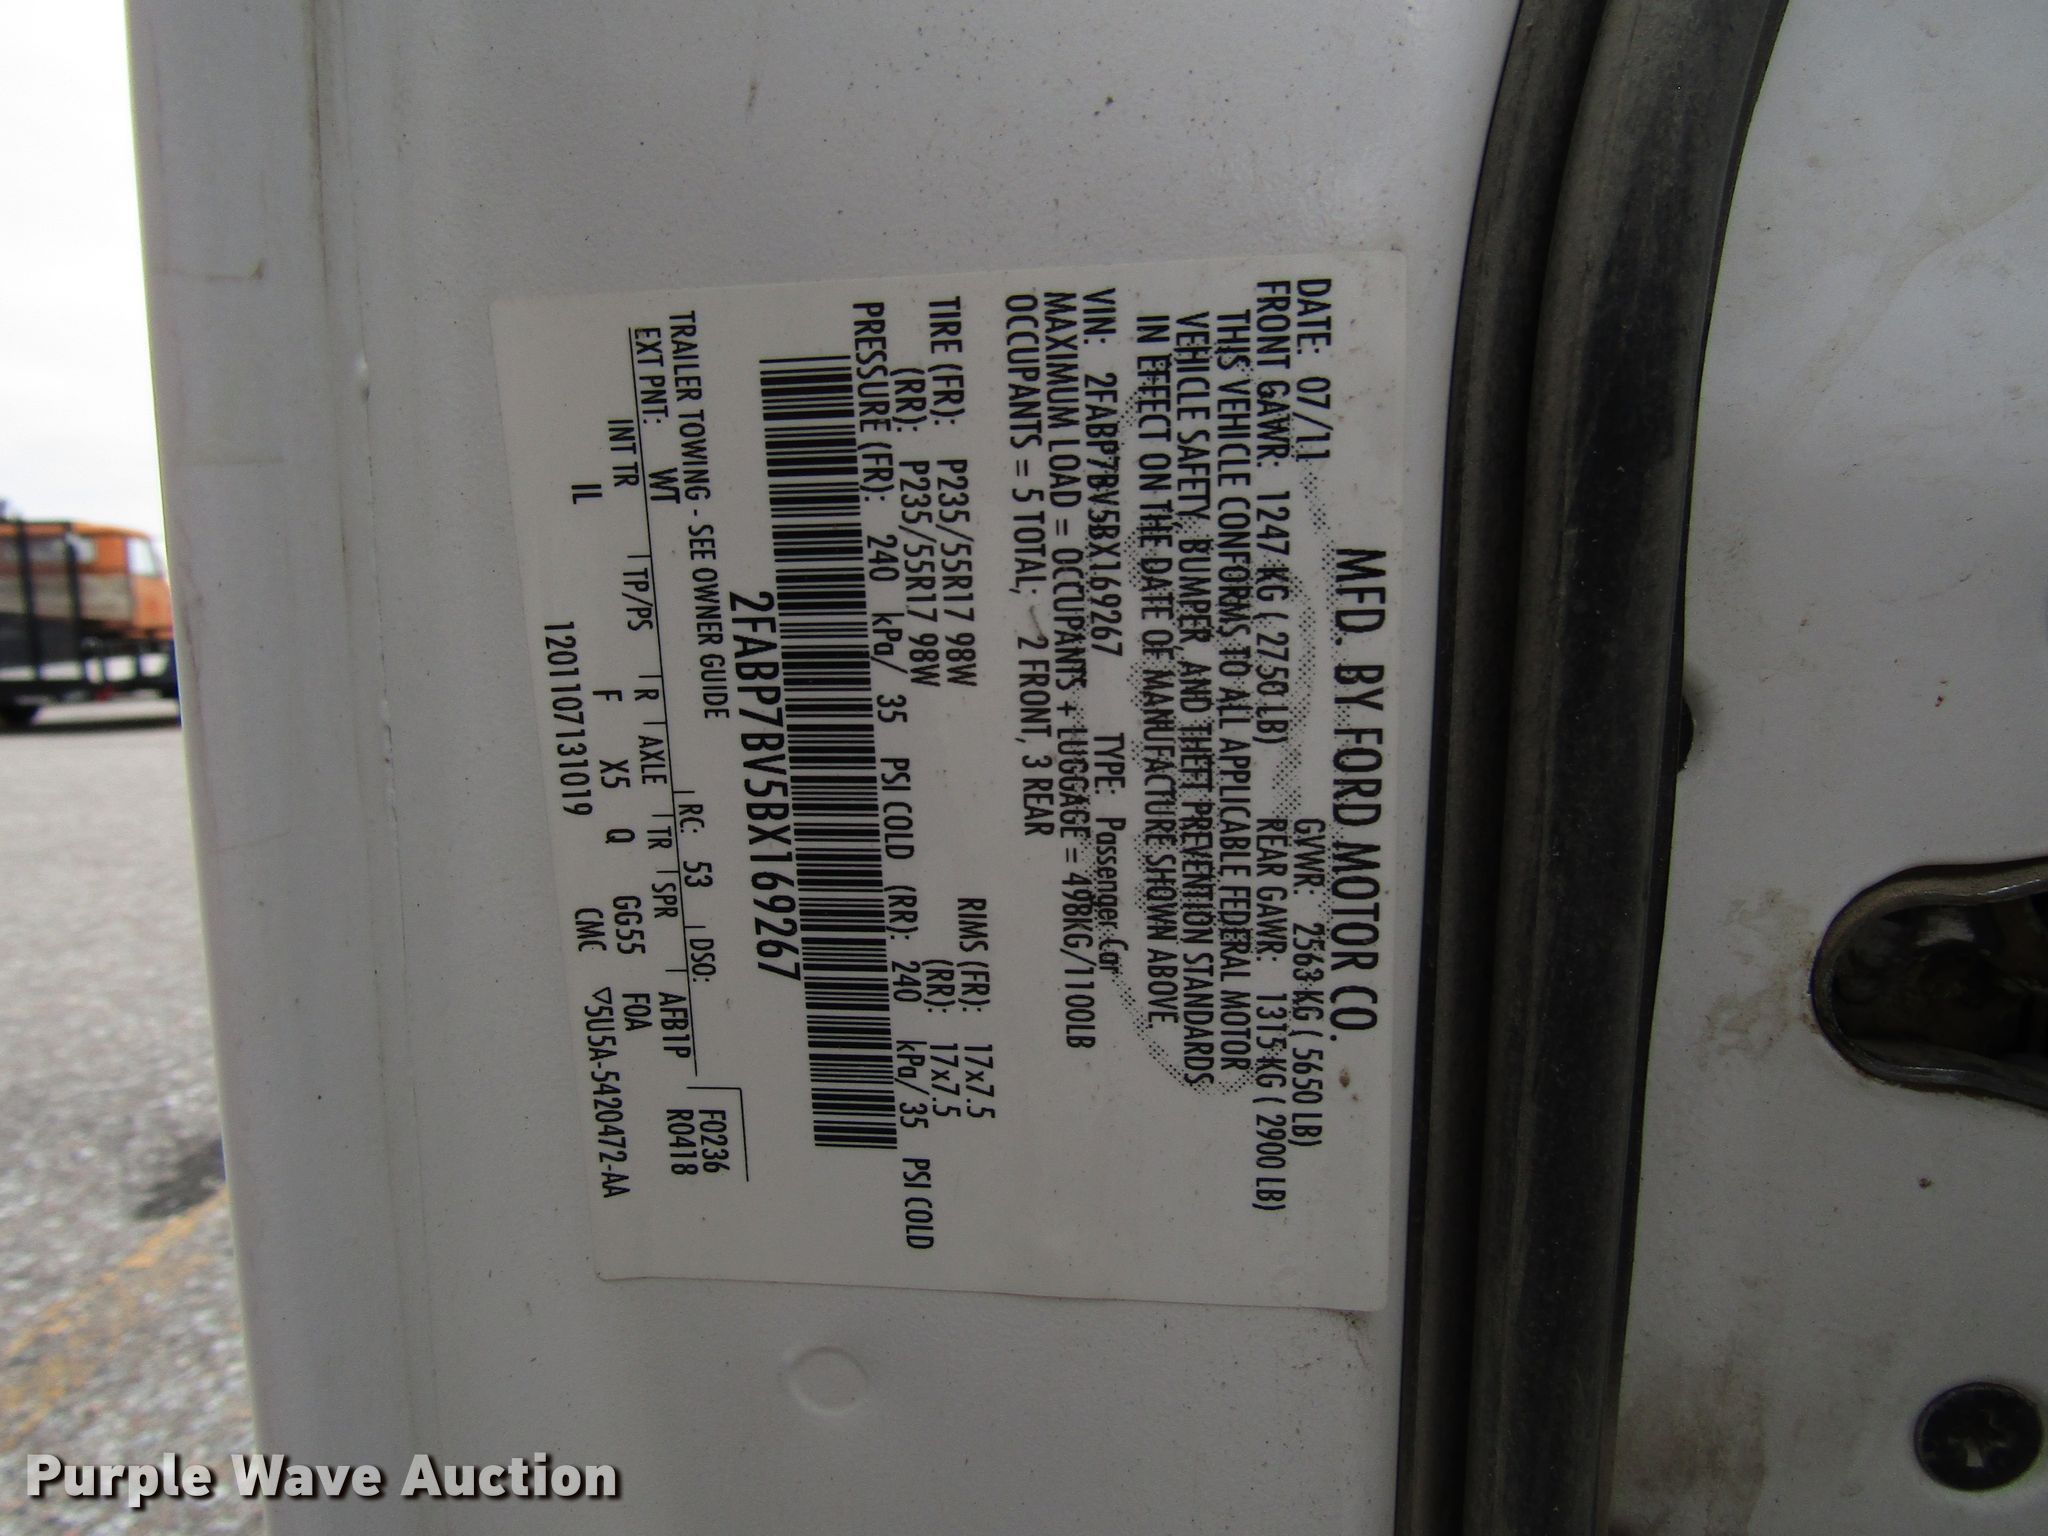 MFD. BY FORD MOTOR CO.
DATE: 07/11 GVWR: 2563 KG ( 5650 LB)
FRONT GAWR: 1247 KG ( 2750 LB) REAR GAWR: 1315 KG ( 2900 LB)
THIS VEHICLE CONFORMS TO ALL APPLICABLE FEDERAL MOTOR
VEHICLE SAFETY, BUMPER, AND THEFT PREVENTION STANDARDS
IN EFFECT ON THE DATE OF MANUFACTURE SHOWN ABOVE.
VIN: 2FABP7BV5BX169267 TYPE: Passenger Car
MAXIMUM LOAD = OCCUPANTS + LUGGAGE = 498KG/1100LB
OCCUPANTS = 5 TOTAL; 2 FRONT, 3 REAR
TIRE (FR): P235/55R17 98W RIMS (FR): 17x7.5
(RR): P235/55R17 98W (RR): 17x7.5
PRESSURE (FR): 240 kPa/ 35 PSI COLD (RR): 240 kPa/ 35 PSI COLD
2FABP7BV5BX169267
TRAILER TOWING - SEE OWNER GUIDE F0236
EXT PNT: WT RC: 53 DSO: R0418
INT TR TP/PS R AXLE TR SPR AFB1P
IL F X5 Q GG55 F0A
1201107131019 CMC ▽5U5A-5420472-AA
Purple Wave Auction